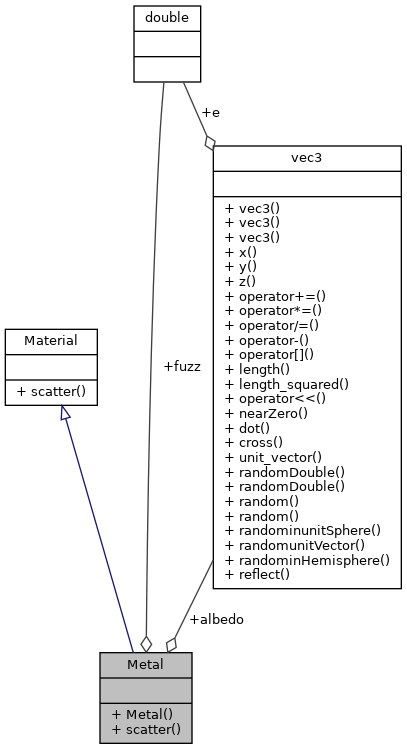 double
+e
vec3
+ vec3()
+ vec3()
+ vec3()
+ x()
+ y()
+ z()
+ operator+=()
+ operator*=()
+ operator/=()
+ operator-()
+ operator[]()
+ length()
+ length_squared()
+ operator<<()
+ nearZero()
+ dot()
+ cross()
+ unit_vector()
+ randomDouble()
+ randomDouble()
+ random()
+ random()
+ randominunitSphere()
+ randomunitVector()
+ randominHemisphere()
+ reflect()
Material
+ scatter()
+fuzz
+albedo
Metal
+ Metal()
+ scatter()